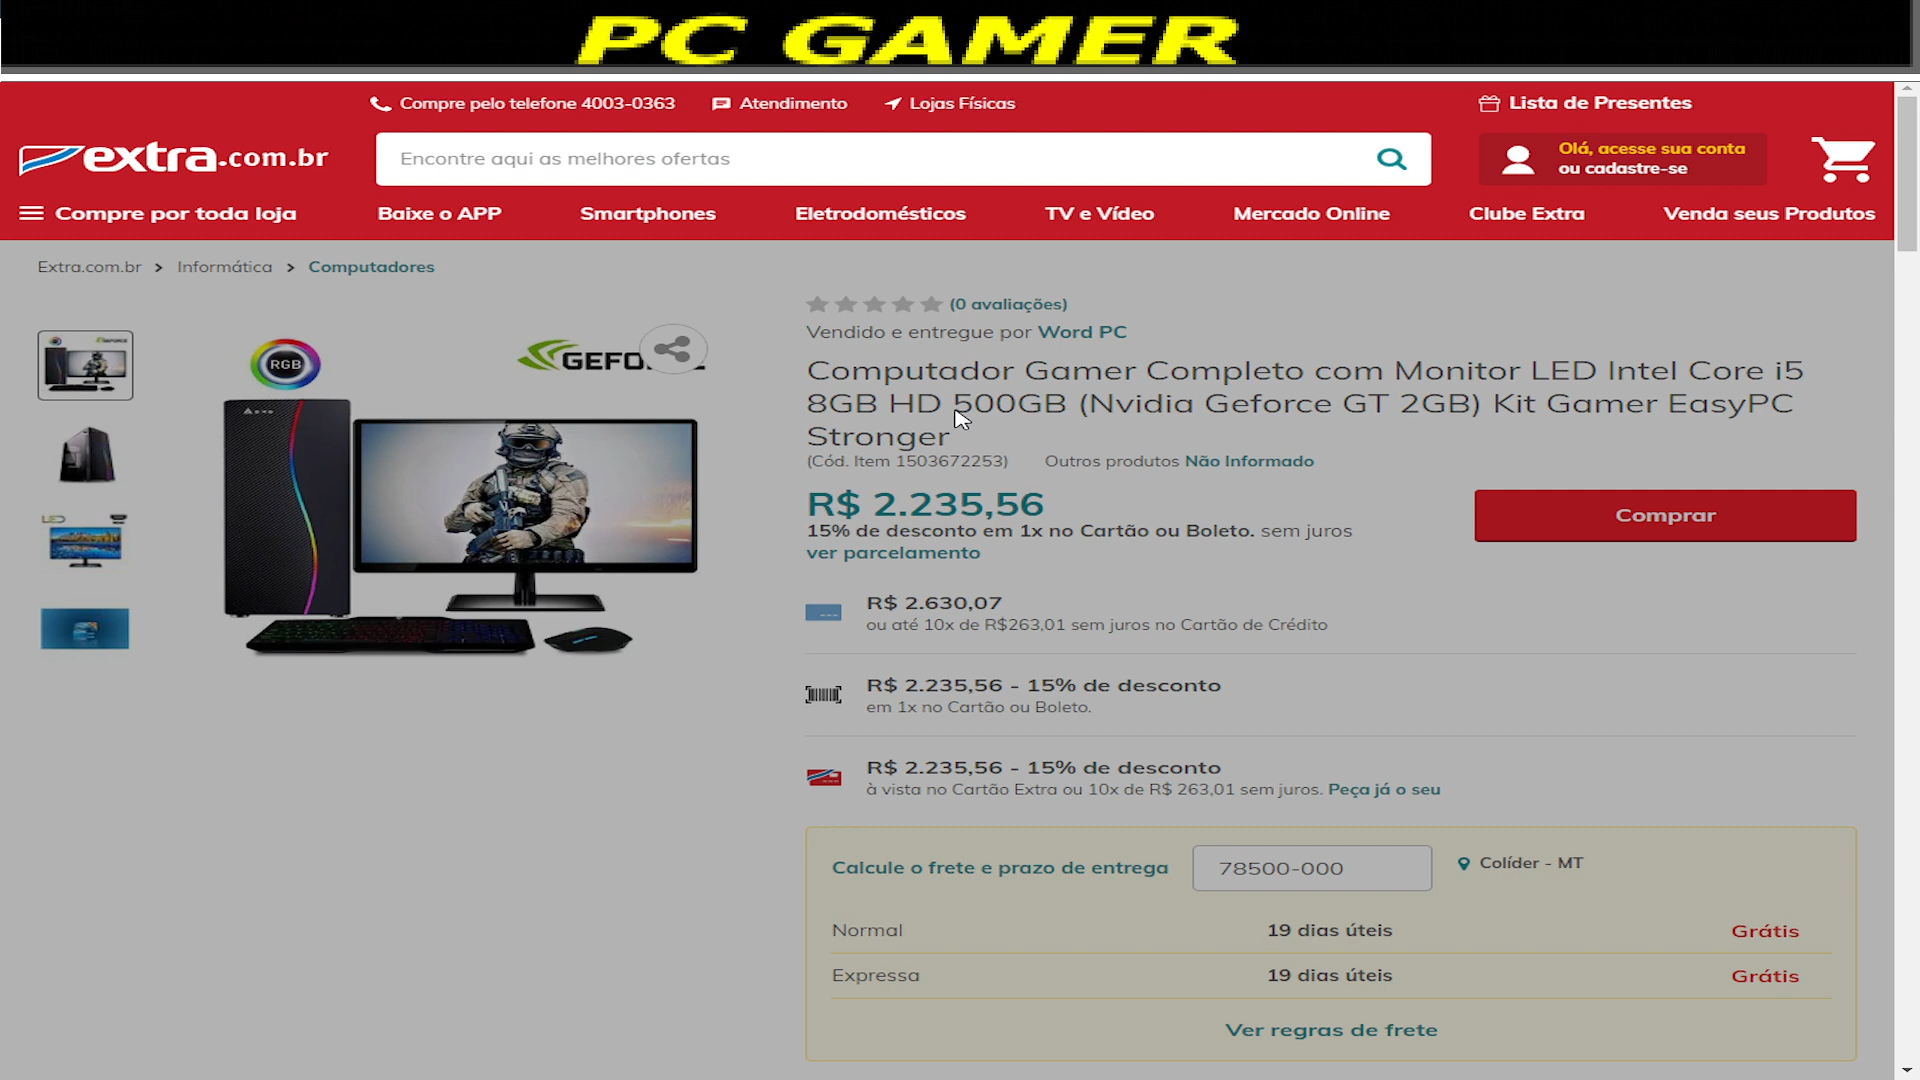 PC GAMER
Compre pelo telefone 4003-0363 Atendimento Lojas Físicas Lista de Presentes
extra.com.br Encontre aqui as melhores ofertas Olá, acesse sua conta
ou cadastre-se
Compre por toda loja Baixe o APP Smartphones Eletrodomésticos TV e Vídeo Mercado Online Clube Extra Venda seus Produtos
Extra.com.br > Informática > Computadores
(0 avaliações)
Vendido e entregue por Word PC
RGB
Computador Gamer Completo com Monitor LED Intel Core i5
8GB HD 500GB (Nvidia Geforce GT 2GB) Kit Gamer EasyPC
Stronger
(Cód. Item 1503672253) Outros produtos Não Informado
R$ 2.235,56
Comprar
15% de desconto em 1x no Cartão ou Boleto. sem juros
ver parcelamento
R$ 2.630,07
ou até 10x de R$263,01 sem juros no Cartão de Crédito
R$ 2.235,56 - 15% de desconto
em 1x no Cartão ou Boleto.
R$ 2.235,56 - 15% de desconto
à vista no Cartão Extra ou 10x de R$ 263,01 sem juros. Peça já o seu
Calcule o frete e prazo de entrega 78500-000 Colíder - MT
Normal 19 dias úteis Grátis
Expressa 19 dias úteis Grátis
Ver regras de frete